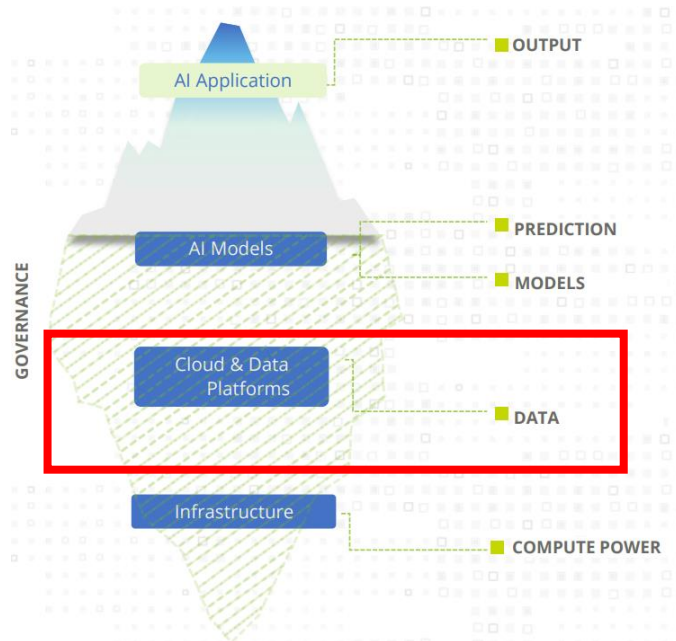 OUTPUT
AI Application
PREDICTION
AI Models
MODELS
GOVERNANCE
Cloud & Data
Platforms
DATA
Infrastructure
COMPUTE POWER